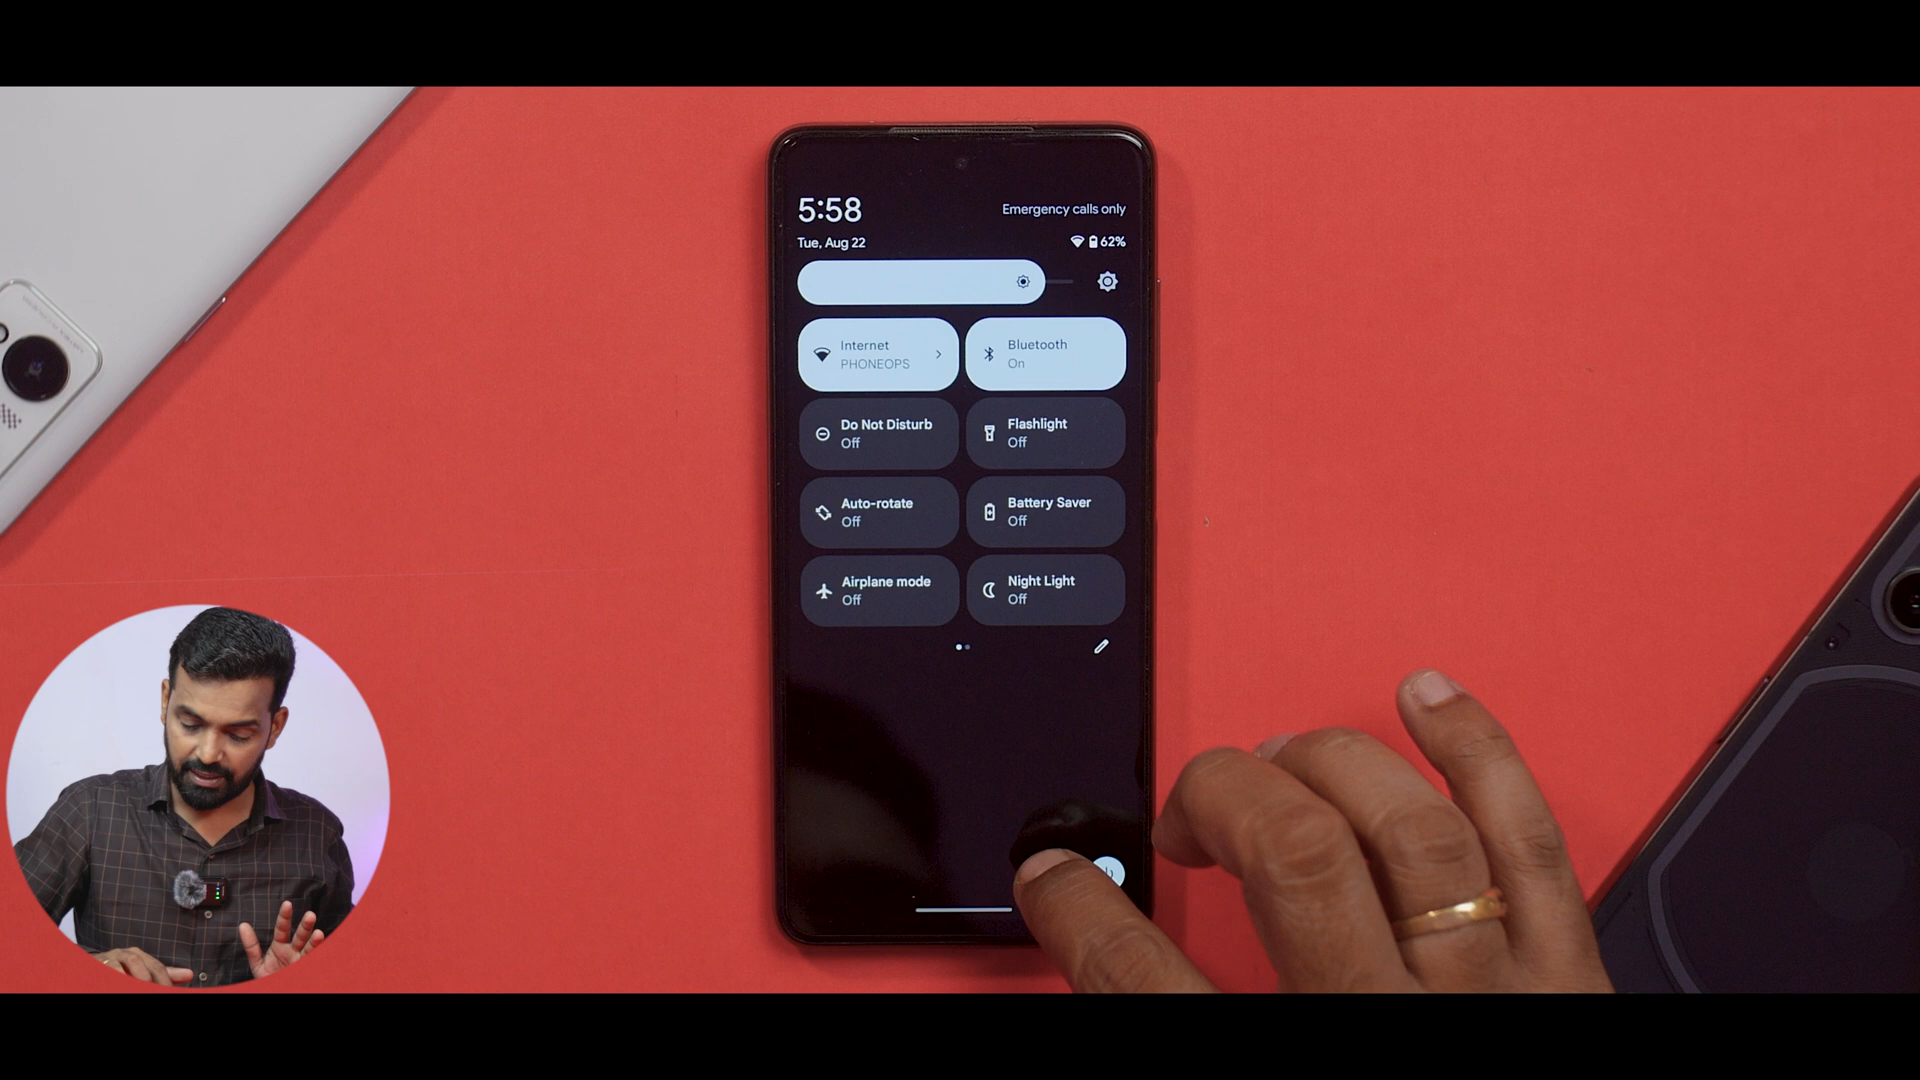 5:58
Emergency calls only
Tue, Aug 22
62%
Internet
PHONEOPS
Bluetooth
On
Do Not Disturb
Off
Flashlight
Off
Auto-rotate
Off
Battery Saver
Off
Airplane mode
Off
Night Light
Off